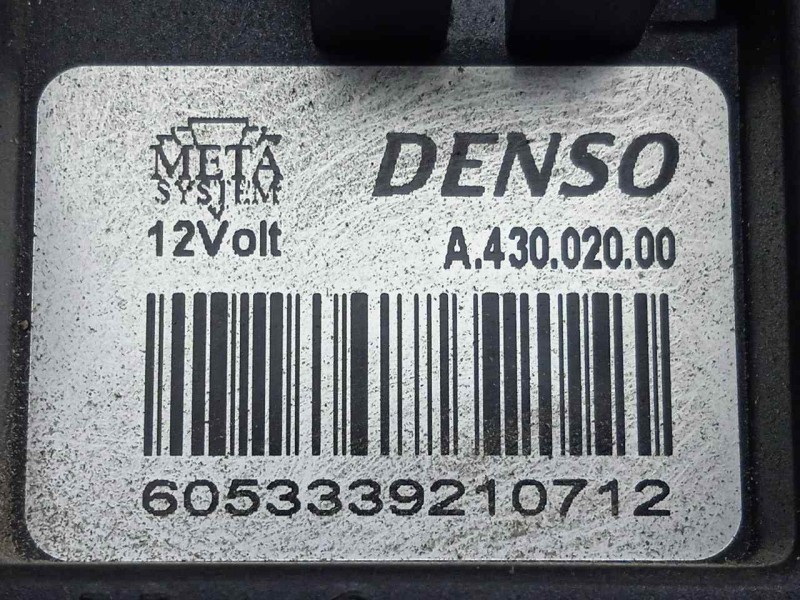 META DENSO
SYSTEM
12Volt A.430.020.00
6053339210712